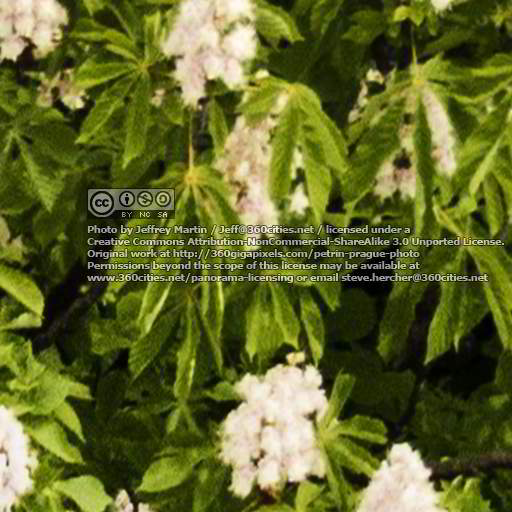 cc BY NC SA
Photo by Jeffrey Martin / Jeff@360cities.com / licensed under a
Creative Commons Attribution-NonCommercial-ShareAlike 3.0 Unported License.
Original work at http://360gigapixels.com/petrin-prague-photo
Permissions beyond the scope of this license may be available at
www.360cities.net/panorama-licensing or email steve.hercher@360cities.net